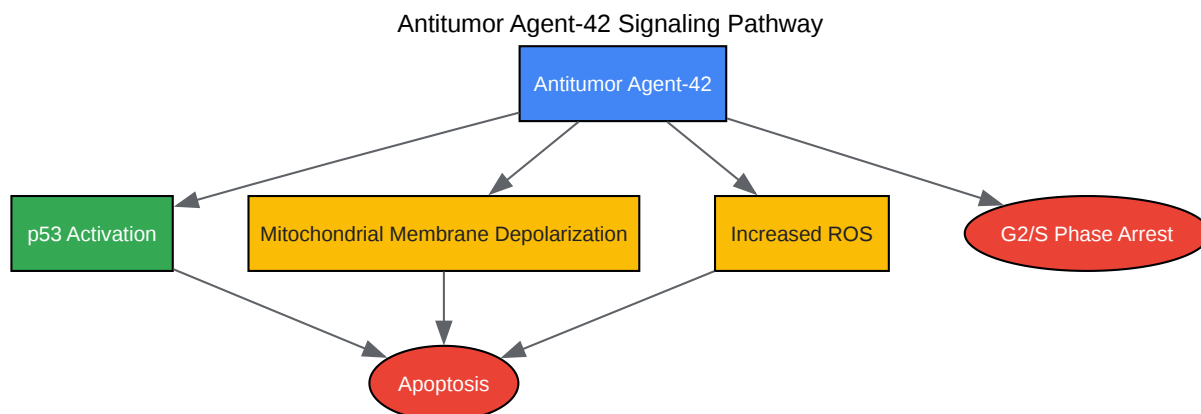 Antitumor Agent-42 Signaling Pathway
Antitumor Agent-42
p53 Activation
Mitochondrial Membrane Depolarization
Increased ROS
G2/S Phase Arrest
Apoptosis